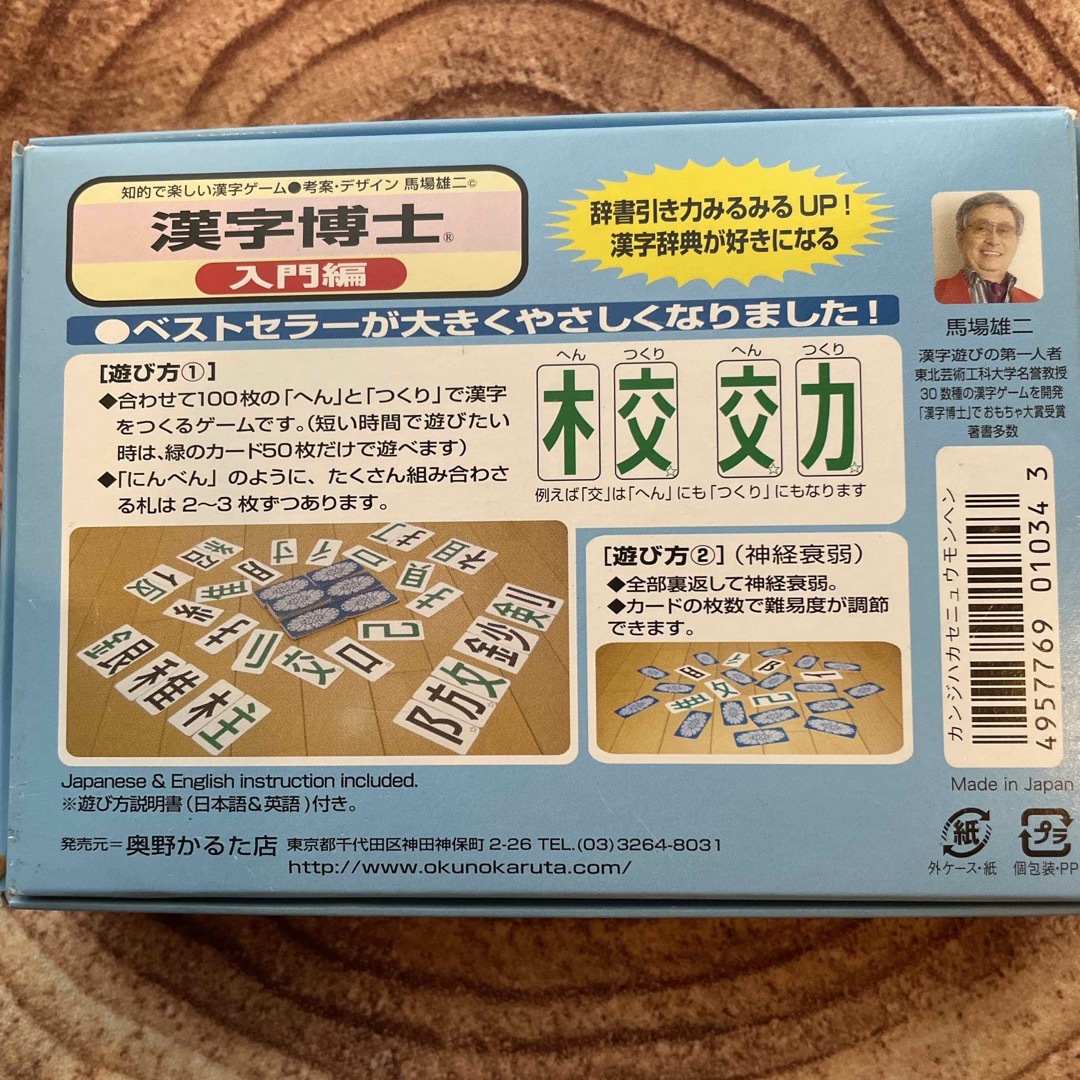 知的で楽しい漢字ゲーム●考案・デザイン 馬場雄二©
漢字博士®
入門編
辞書引き力みるみるUP!
漢字辞典が好きになる
●ベストセラーが大きくやさしくなりました!
[遊び方①]
◆合わせて100枚の「へん」と「つくり」で漢字
をつくるゲームです。(短い時間で遊びたい
時は、緑のカード50枚だけで遊べます)
◆「にんべん」のように、たくさん組み合わさ
る札は2〜3枚ずつあります。
へん つくり へん つくり
木 交 交 力
例えば「交」は「へん」にも「つくり」にもなります
[遊び方②](神経衰弱)
◆全部裏返して神経衰弱。
◆カードの枚数で難易度が調節
できます。
馬場雄二
漢字遊びの第一人者
東北芸術工科大学名誉教授
30数種の漢字ゲームを開発
「漢字博士」でおもちゃ大賞受賞
著書多数
カンジハカセニュウモンヘン
4957769 01034 3
Made in Japan
紙
外ケース・紙
プラ
個包装・PP
Japanese & English instruction included.
※遊び方説明書(日本語&英語)付き。
発売元=奥野かるた店 東京都千代田区神田神保町2-26 TEL.(03)3264-8031
http://www.okunokaruta.com/